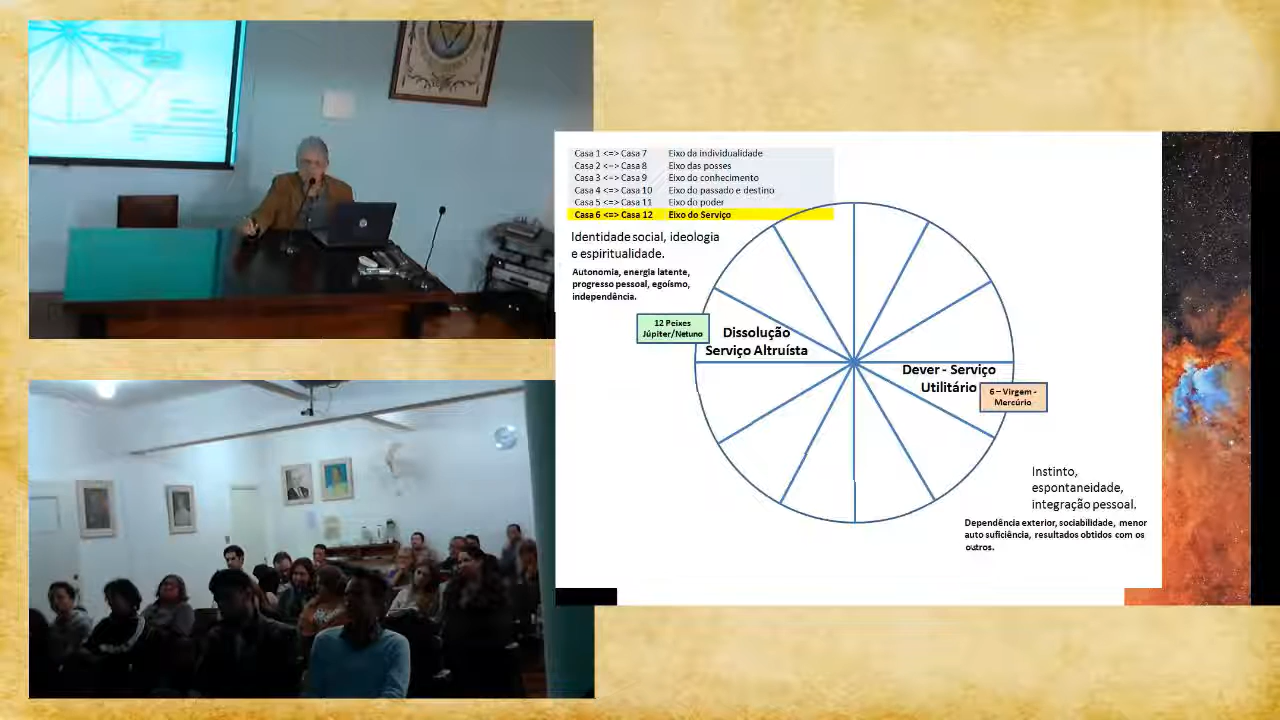 Casa 1 <=> Casa 7 Eixo da individualidade
Casa 2 <=> Casa 8 Eixo das posses
Casa 3 <=> Casa 9 Eixo do conhecimento
Casa 4 <=> Casa 10 Eixo do passado e destino
Casa 5 <=> Casa 11 Eixo do poder
Casa 6 <=> Casa 12 Eixo do Serviço
Identidade social, ideologia
e espiritualidade.
Autonomia, energia latente,
progresso pessoal, egoísmo,
independência.
12 Peixes
Júpiter/Netuno
Dissolução
Serviço Altruísta
Dever - Serviço
Utilitário
6 – Virgem -
Mercúrio
Instinto,
espontaneidade,
integração pessoal.
Dependência exterior, sociabilidade, menor
auto suficiência, resultados obtidos com os
outros.